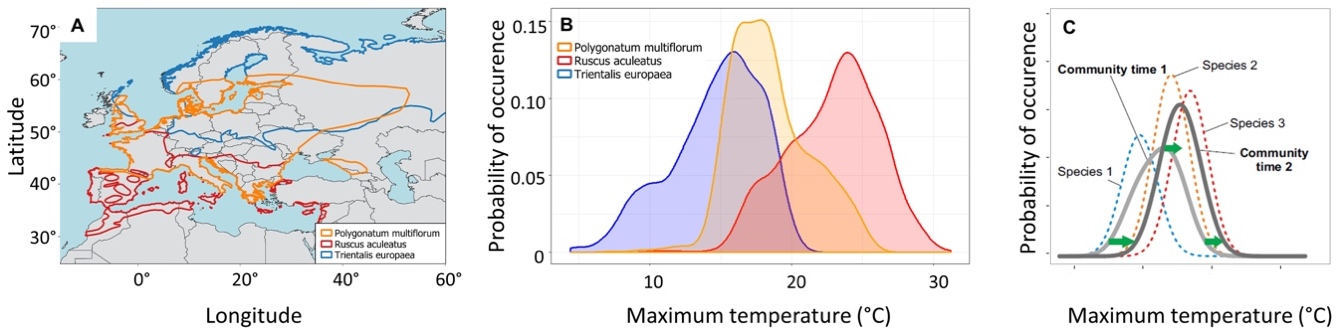 A
70°
60°
50°
40°
30°
Latitude
0°
20°
40°
60°
Longitude
Polygonatum multiflorum
Ruscus aculeatus
Trientalis europaea
B
0.15
0.10
0.05
0
Probability of occurence
Polygonatum multiflorum
Ruscus aculeatus
Trientalis europaea
10
20
30
Maximum temperature (°C)
C
Probability of occurence
Community time 1
Species 2
Species 3
Community
time 2
Species 1
Maximum temperature (°C)